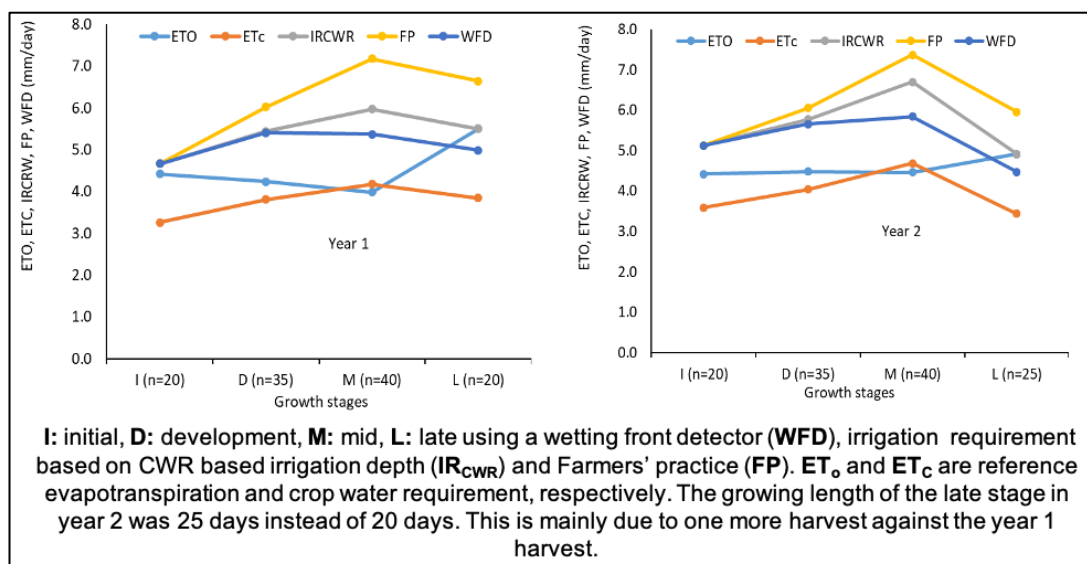 ETO, ETC, IRCRW, FP, WFD (mm/day)
8.0
7.0
6.0
5.0
4.0
3.0
2.0
1.0
0.0
ETO ETc IRCWR FP WFD
Year 1
I (n=20) D (n=35) M (n=40) L (n=20)
Growth stages
ETO, ETC, IRCRW, FP, WFD (mm/day)
8.0
7.0
6.0
5.0
4.0
3.0
2.0
1.0
0.0
ETO ETc IRCWR FP WFD
Year 2
I (n=20) D (n=35) M (n=40) L (n=25)
Growth stages
I: initial, D: development, M: mid, L: late using a wetting front detector (WFD), irrigation requirement
based on CWR based irrigation depth (IRCWR) and Farmers’ practice (FP). ETo and ETC are reference
evapotranspiration and crop water requirement, respectively. The growing length of the late stage in
year 2 was 25 days instead of 20 days. This is mainly due to one more harvest against the year 1
harvest.